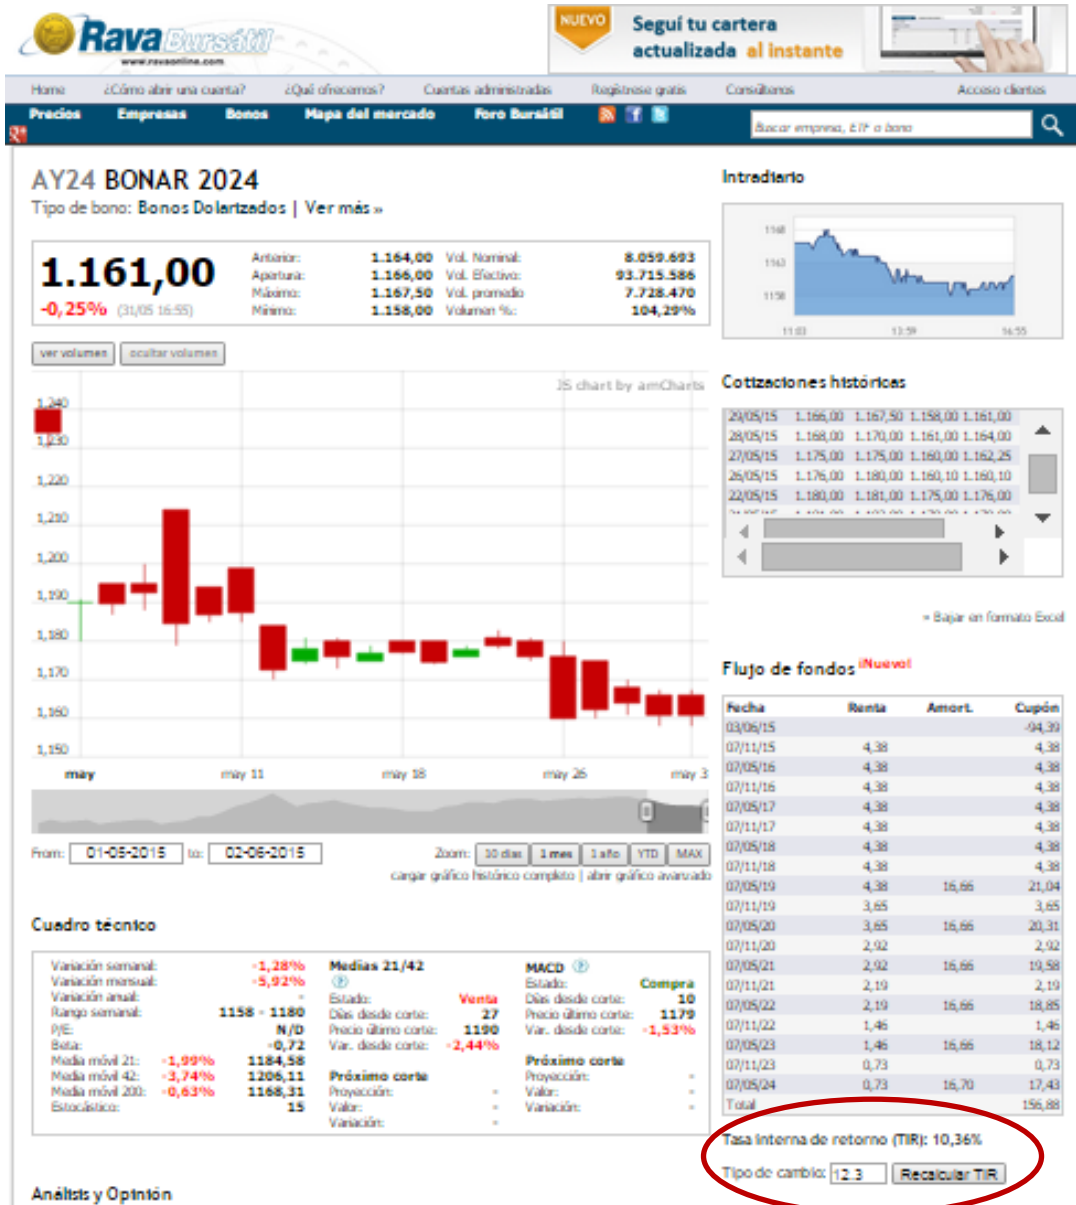 Rava Bursátil
www.ravaonline.com
NUEVO
Seguí tu cartera
actualizada al instante
Home ¿Cómo abrir una cuenta? ¿Qué ofrecemos? Cuentas administradas Regístrese gratis Consúltenos Acceso clientes
Precios Empresas Bonos Mapa del mercado Foro Bursátil
Buscar empresa, ETF o bono
AY24 BONAR 2024
Tipo de bono: Bonos Dolarizados | Ver más »
1.161,00
-0,25% (31/05 16:55)
Anterior: 1.164,00 Vol. Nominal: 8.059.693
Apertura: 1.166,00 Vol. Efectivo: 93.715.586
Máximo: 1.167,50 Vol. promedio 7.728.470
Mínimo: 1.158,00 Volumen %: 104,29%
ver volumen ocultar volumen
JS chart by amCharts
1,240
1,230
1,220
1,210
1,200
1,190
1,180
1,170
1,160
1,150
may may 11 may 18 may 26 may 3
From: 01-05-2015 to: 02-06-2015 Zoom: 10 días 1 mes 1 año YTD MAX
cargar gráfico histórico completo | abrir gráfico avanzado
Cuadro técnico
Variación semanal: -1,28%
Variación mensual: -5,92%
Variación anual: -
Rango semanal: 1158 - 1180
P/E: N/D
Beta: -0,72
Media móvil 21: -1,99% 1184,58
Media móvil 42: -3,74% 1206,11
Media móvil 200: -0,63% 1168,31
Estocástico: 15
Medias 21/42
Estado: Venta
Días desde corte: 27
Precio último corte: 1190
Var. desde corte: -2,44%
Próximo corte
Proyección: -
Valor: -
Variación: -
MACD
Estado: Compra
Días desde corte: 10
Precio último corte: 1179
Var. desde corte: -1,53%
Próximo corte
Proyección: -
Valor: -
Variación: -
Análisis y Opinión
Intradiario
1168
1163
1158
11:03 13:59 16:55
Cotizaciones históricas
29/05/15 1.166,00 1.167,50 1.158,00 1.161,00
28/05/15 1.168,00 1.170,00 1.161,00 1.164,00
27/05/15 1.175,00 1.175,00 1.160,00 1.162,25
26/05/15 1.176,00 1.180,00 1.160,10 1.160,10
22/05/15 1.180,00 1.181,00 1.175,00 1.176,00
» Bajar en formato Excel
Flujo de fondos ¡Nuevo!
Fecha Renta Amort. Cupón
03/06/15 -94,39
07/11/15 4,38 4,38
07/05/16 4,38 4,38
07/11/16 4,38 4,38
07/05/17 4,38 4,38
07/11/17 4,38 4,38
07/05/18 4,38 4,38
07/11/18 4,38 4,38
07/05/19 4,38 16,66 21,04
07/11/19 3,65 3,65
07/05/20 3,65 16,66 20,31
07/11/20 2,92 2,92
07/05/21 2,92 16,66 19,58
07/11/21 2,19 2,19
07/05/22 2,19 16,66 18,85
07/11/22 1,46 1,46
07/05/23 1,46 16,66 18,12
07/11/23 0,73 0,73
07/05/24 0,73 16,70 17,43
Total 156,88
Tasa interna de retorno (TIR): 10,36%
Tipo de cambio: 12.3 Recalcular TIR